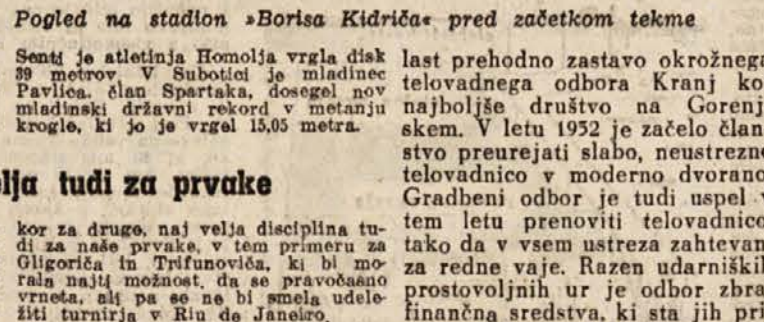 Pogled na stadion »Borisa Kidriča« pred začetkom tekme
Senti je atletinja Homolja vrgla disk
39 metrov. V Subotici je mladinec
Pavlica, član Spartaka, dosegel nov
mladinski državni rekord v metanju
krogle, ki jo je vrgel 15,05 metra.
lja tudi za prvake
kor za druge, naj velja disciplina tu-
di za naše prvake, v tem primeru za
Gligoriča in Trifunoviča, ki bi mo-
rala najti možnost, da se pravočasno
vrneta, ali pa se ne bi smela udele-
žiti turnirja v Riu de Janeiro.
last prehodno zastavo okrožnega
telovadnega odbora Kranj ko
najboljše društvo na Gorenj
skem. V letu 1952 je začelo član
stvo preurejati slabo, neustrezno
telovadnico v moderno dvorano
Gradbeni odbor je tudi uspel v
tem letu prenoviti telovadnico
tako da v vsem ustreza zahtevam
za redne vaje. Razen udarniških
prostovoljnih ur je odbor zbra
finančna sredstva, ki sta jih pri